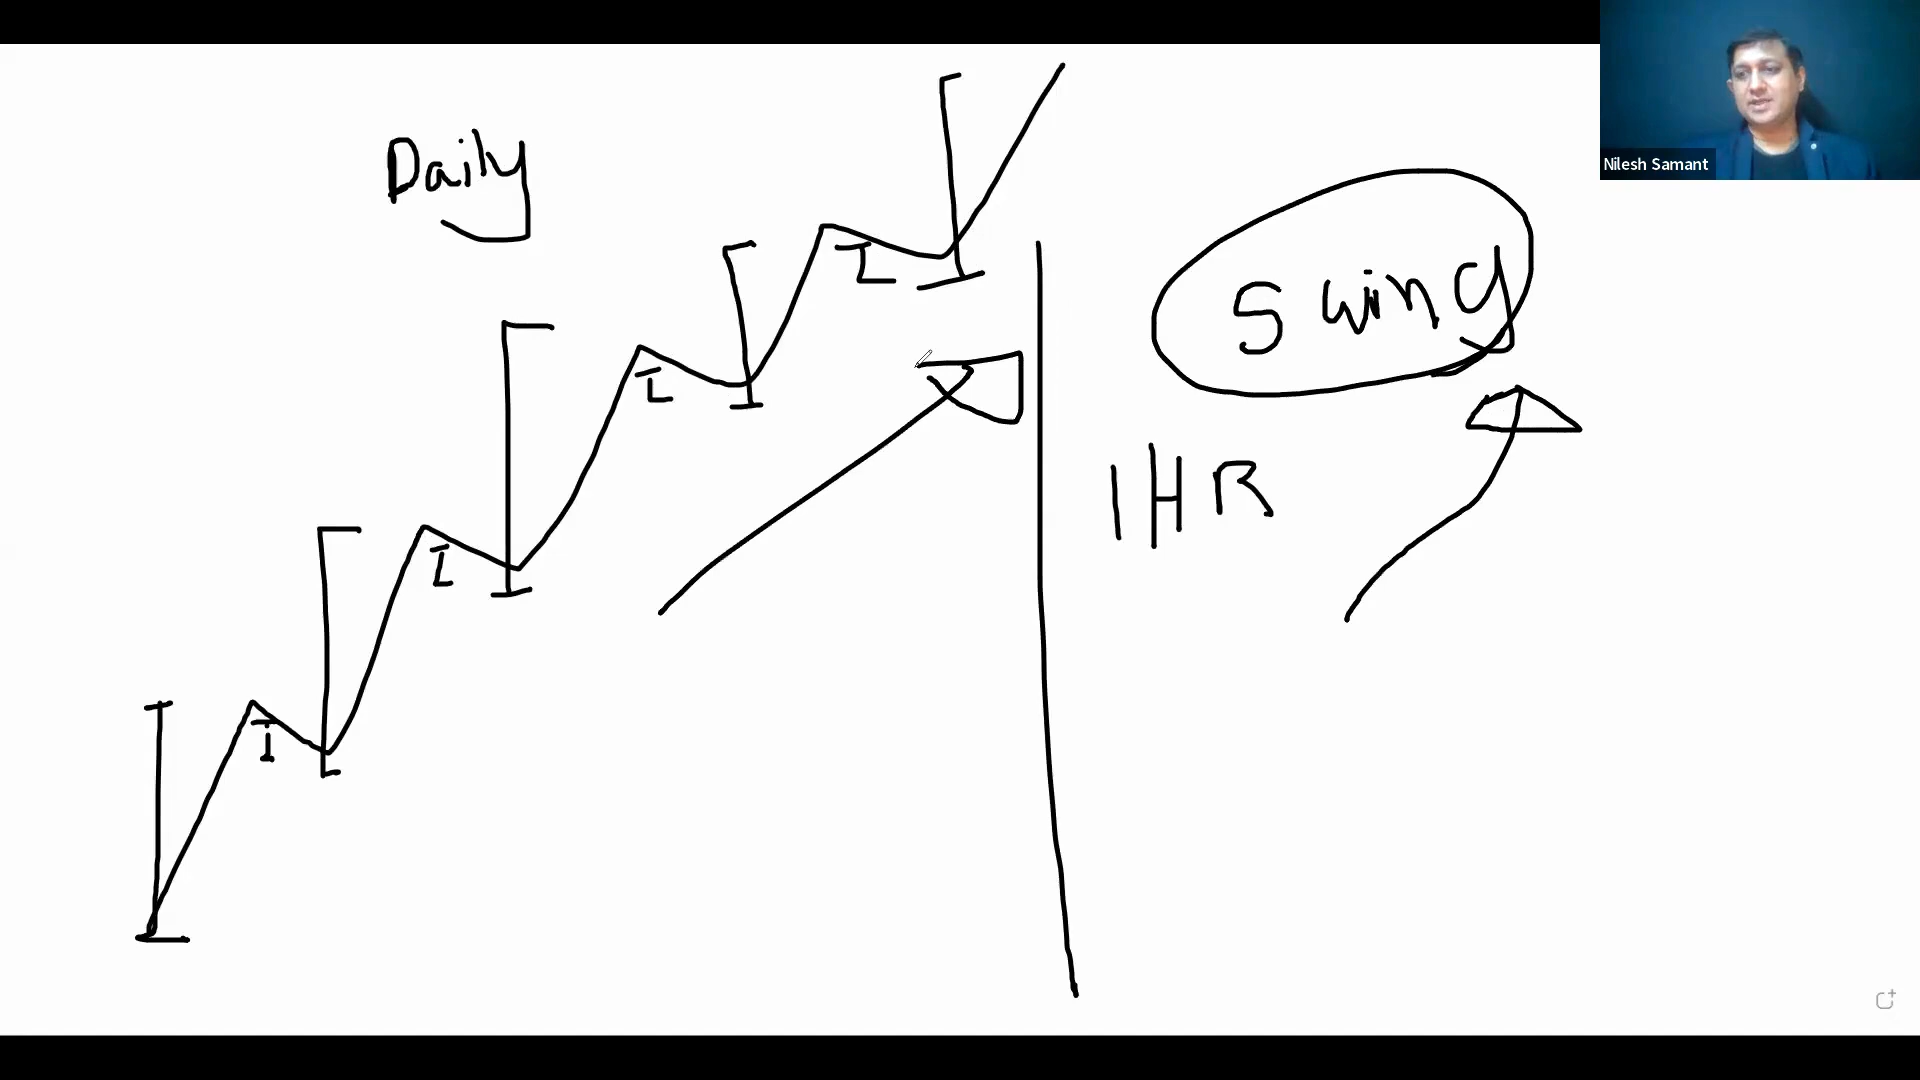 Nilesh Samant
Daily
Swing
1HR
I
I
I
I